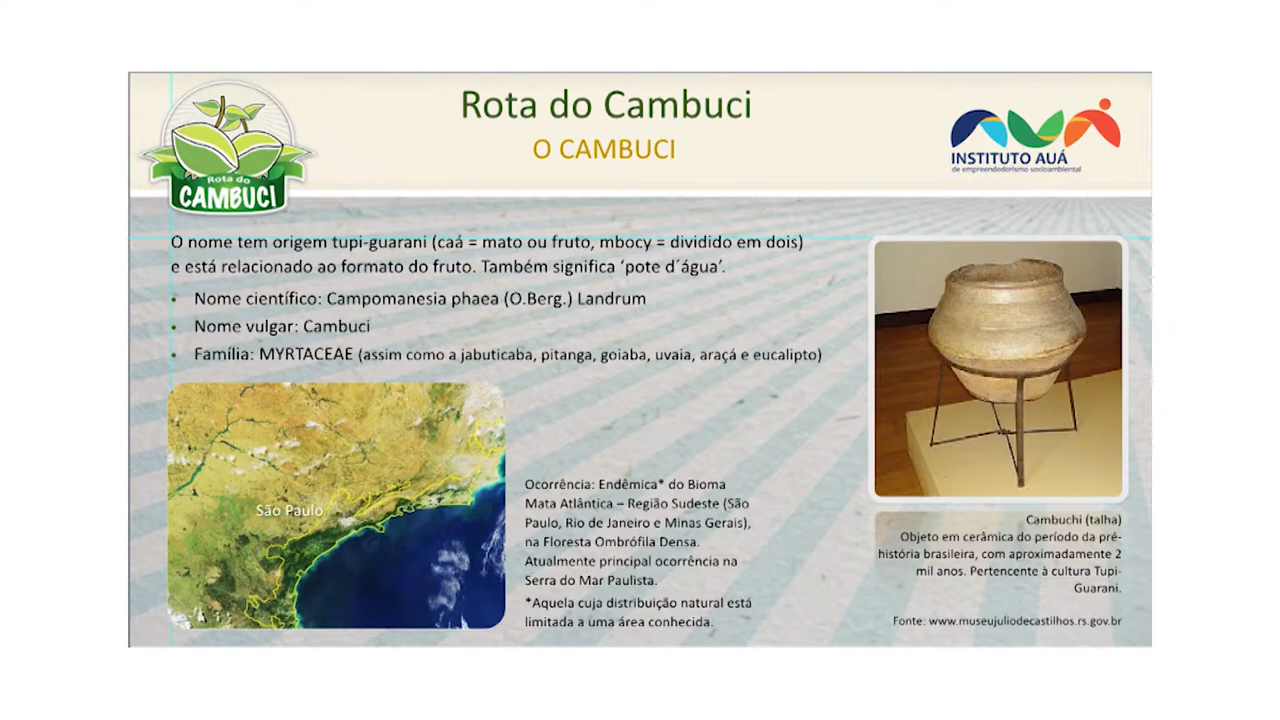 Rota do Cambuci
O CAMBUCI
Rota do
CAMBUCI
INSTITUTO AUÁ
de empreendedorismo socioambiental
O nome tem origem tupi-guarani (caá = mato ou fruto, mbocy = dividido em dois)
e está relacionado ao formato do fruto. Também significa ‘pote d´água’.
• Nome científico: Campomanesia phaea (O.Berg.) Landrum
• Nome vulgar: Cambuci
• Família: MYRTACEAE (assim como a jabuticaba, pitanga, goiaba, uvaia, araçá e eucalipto)
São Paulo
Ocorrência: Endêmica* do Bioma
Mata Atlântica – Região Sudeste (São
Paulo, Rio de Janeiro e Minas Gerais),
na Floresta Ombrófila Densa.
Atualmente principal ocorrência na
Serra do Mar Paulista.
*Aquela cuja distribuição natural está
limitada a uma área conhecida.
Cambuchi (talha)
Objeto em cerâmica do período da pré-
história brasileira, com aproximadamente 2
mil anos. Pertencente à cultura Tupi-
Guarani.
Fonte: www.museujuliodecastilhos.rs.gov.br